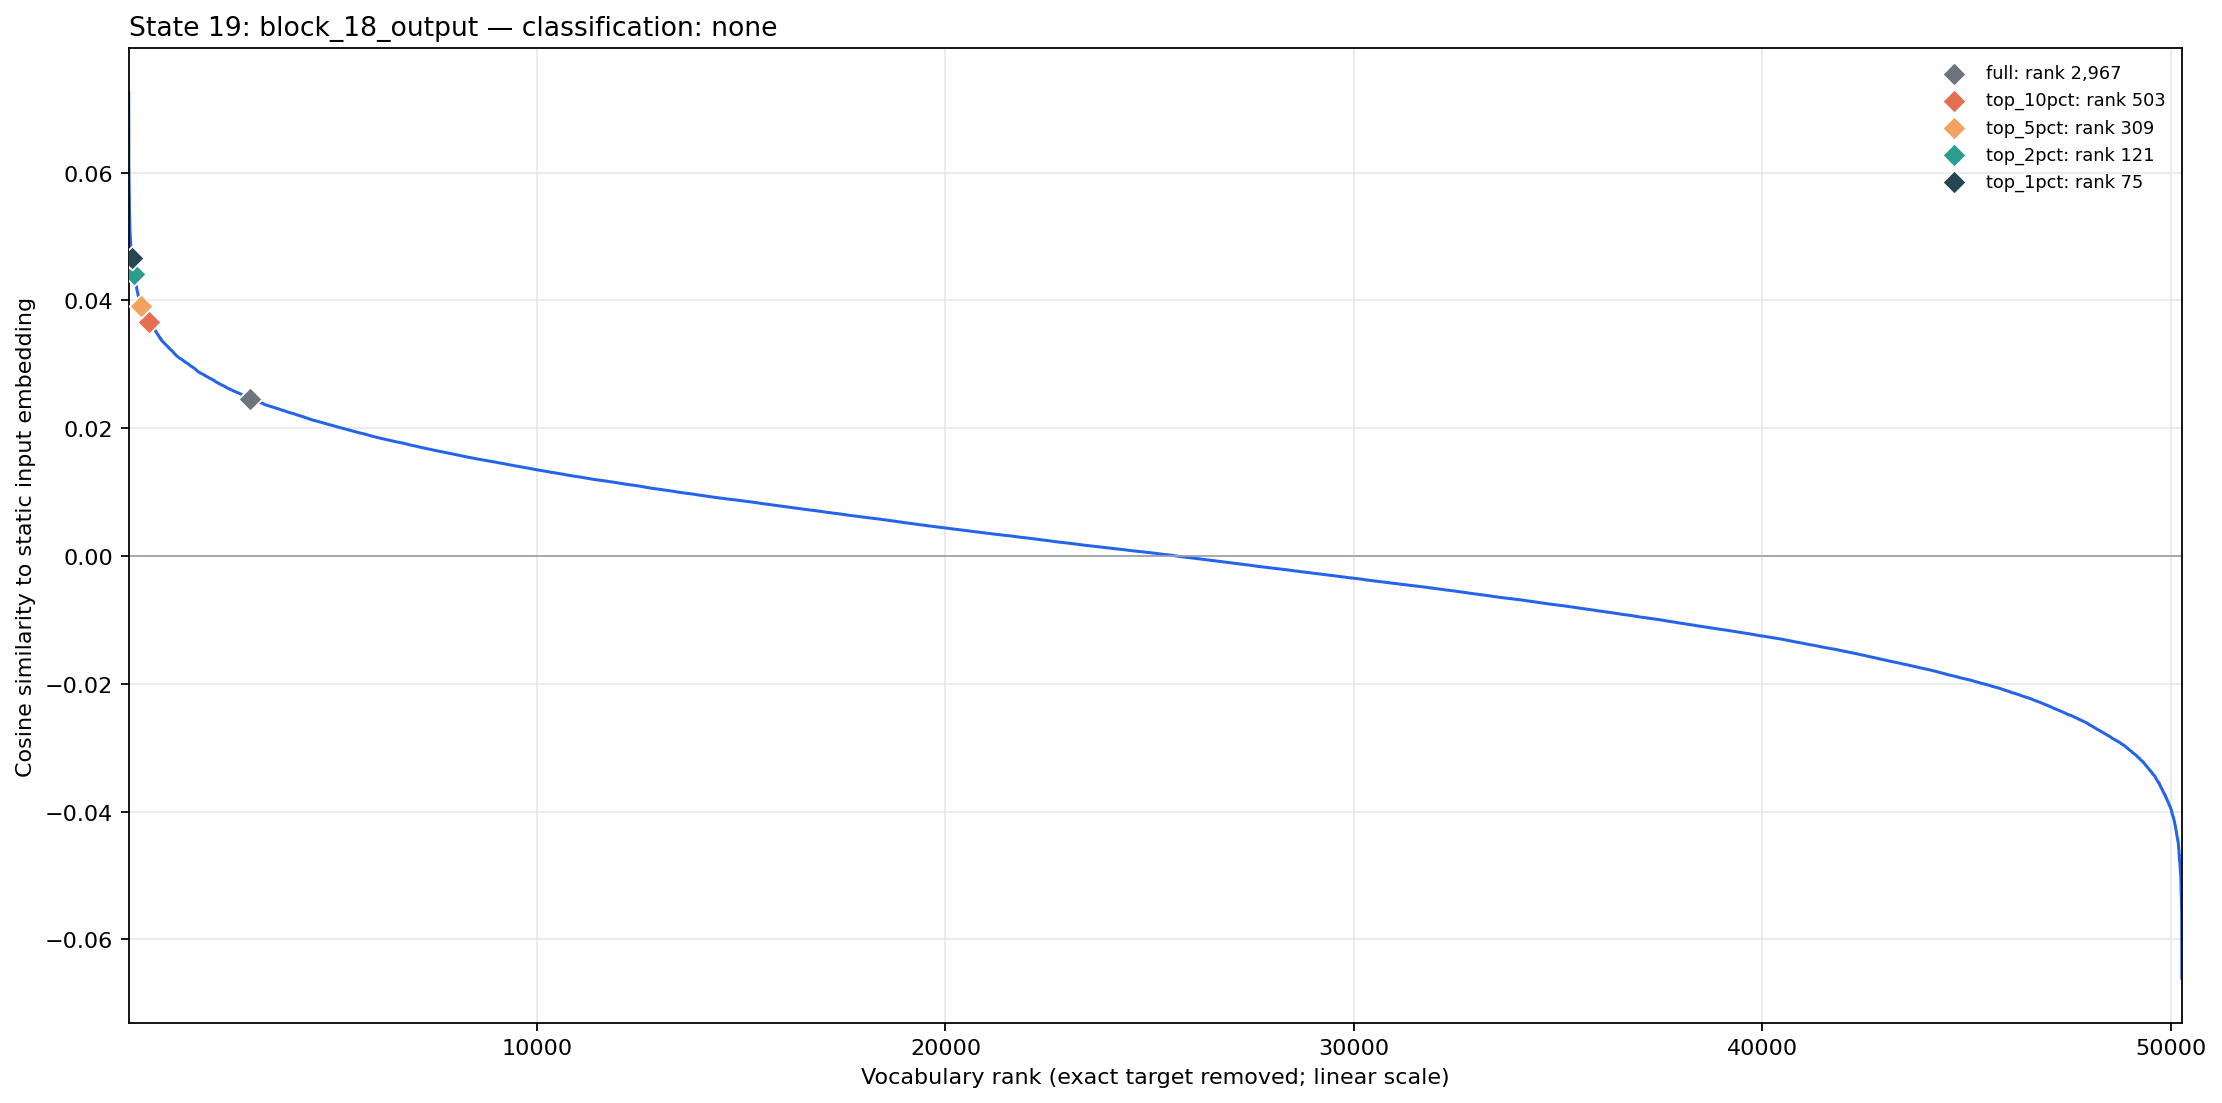 State 19: block_18_output — classification: none
full: rank 2,967
top_10pct: rank 503
top_5pct: rank 309
top_2pct: rank 121
top_1pct: rank 75
Cosine similarity to static input embedding
0.06
0.04
0.02
0.00
−0.02
−0.04
−0.06
10000
20000
30000
40000
50000
Vocabulary rank (exact target removed; linear scale)